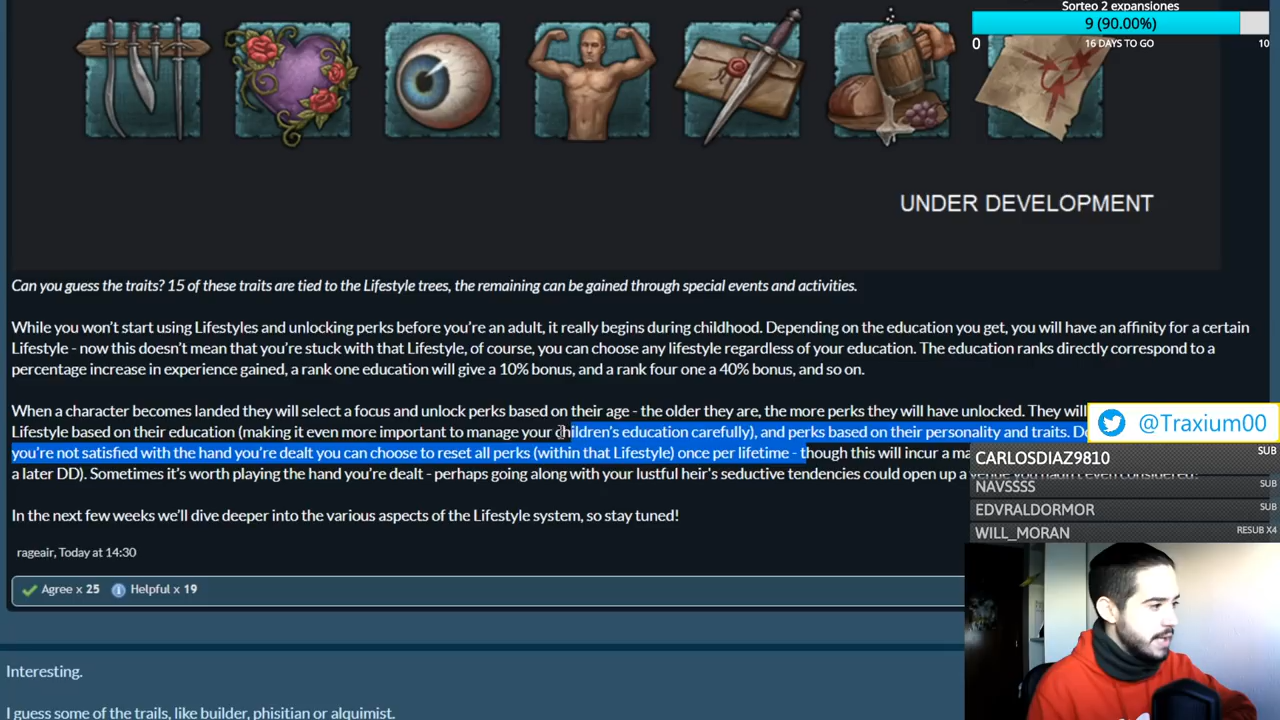 Sorteo 2 expansiones
9 (90.00%)
0
16 DAYS TO GO
10
UNDER DEVELOPMENT
Can you guess the traits? 15 of these traits are tied to the Lifestyle trees, the remaining can be gained through special events and activities.
While you won't start using Lifestyles and unlocking perks before you're an adult, it really begins during childhood. Depending on the education you get, you will have an affinity for a certain
Lifestyle - now this doesn't mean that you're stuck with that Lifestyle, of course, you can choose any lifestyle regardless of your education. The education ranks directly correspond to a
percentage increase in experience gained, a rank one education will give a 10% bonus, and a rank four one a 40% bonus, and so on.
When a character becomes landed they will select a focus and unlock perks based on their age - the older they are, the more perks they will have unlocked. They will
Lifestyle based on their education (making it even more important to manage your children's education carefully), and perks based on their personality and traits.
you're not satisfied with the hand you're dealt you can choose to reset all perks (within that Lifestyle) once per lifetime - though this will incur a
a later DD). Sometimes it's worth playing the hand you're dealt - perhaps going along with your lustful heir's seductive tendencies could open up a venue you hadn't even considered!
In the next few weeks we'll dive deeper into the various aspects of the Lifestyle system, so stay tuned!
rageair, Today at 14:30
Agree x 25 Helpful x 19
Interesting.
I guess some of the trails, like builder, phisitian or alquimist.
@Traxium00
CARLOSDIAZ9810 SUB
NAVSSSS SUB
EDVRALDORMOR SUB
WILL_MORAN RESUB X4